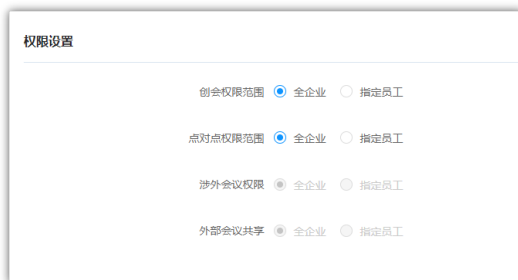 权限设置
创会权限范围 全企业 指定员工
点对点权限范围 全企业 指定员工
涉外会议权限 全企业 指定员工
外部会议共享 全企业 指定员工